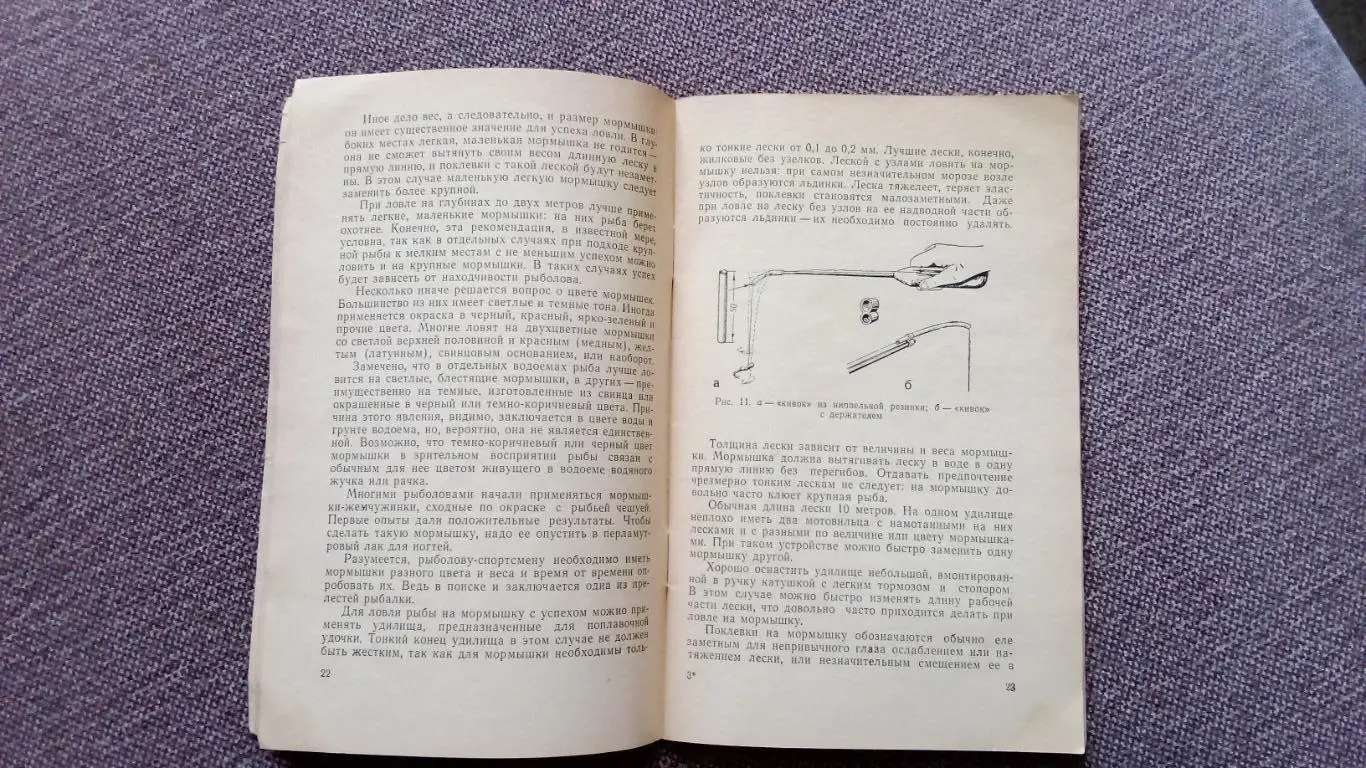 Иное дело вес, а следовательно, и размер мормышки:
он имеет существенное значение для успеха ловли. В глу-
боких местах легкая, маленькая мормышка не годится —
она не сможет вытянуть своим весом длинную леску в
прямую линию, и поклевки с такой леской будут незамет-
ны. В этом случае маленькую легкую мормышку следует
заменить более крупной.
При ловле на глубинах до двух метров лучше приме-
нять легкие, маленькие мормышки: на них рыба берет
охотнее. Конечно, эта рекомендация, в известной мере,
условна, так как в отдельных случаях при подходе круп-
ной рыбы к мелким местам с не меньшим успехом можно
ловить и на крупные мормышки. В таких случаях успех
будет зависеть от находчивости рыболова.
Несколько иначе решается вопрос о цвете мормышек.
Большинство из них имеет светлые и темные тона. Иногда
применяется окраска в черный, красный, ярко-зеленый и
прочие цвета. Многие ловят на двухцветные мормышки
со светлой верхней половиной и красным (медным), жел-
тым (латунным), свинцовым основанием, или наоборот.
Замечено, что в отдельных водоемах рыба лучше ло-
вится на светлые, блестящие мормышки, в других — пре-
имущественно на темные, изготовленные из свинца или
окрашенные в черный или темно-коричневый цвета. При-
чина этого явления, видимо, заключается в цвете воды и
грунте водоема, но, вероятно, она не является единствен-
ной. Возможно, что темно-коричневый или черный цвет
мормышки в зрительном восприятии рыбы связан с
обычным для нее цветом живущего в водоеме водяного
жучка или рачка.
Многими рыболовами начали применяться мормыш-
ки-жемчужинки, сходные по окраске с рыбьей чешуей.
Первые опыты дали положительные результаты. Чтобы
сделать такую мормышку, надо ее опустить в перламут-
ровый лак для ногтей.
Разумеется, рыболову-спортсмену необходимо иметь
мормышки разного цвета и веса и время от времени оп-
робовать их. Ведь в поиске и заключается одна из пре-
лестей рыбалки.
Для ловли рыбы на мормышку с успехом можно при-
менять удилища, предназначенные для поплавочной
удочки. Тонкий конец удилища в этом случае не должен
быть жестким, так как для мормышки необходимы толь-
22
ко тонкие лески от 0,1 до 0,2 мм. Лучшие лески, конечно,
жилковые без узелков. Леской с узлами ловить на мор-
мышку нельзя: при самом незначительном морозе возле
узлов образуются льдинки. Леска тяжелеет, теряет элас-
тичность, поклевки становятся малозаметными. Даже
при ловле на леску без узлов на ее надводной части об-
разуются льдинки — их необходимо постоянно удалять.
50
а
б
Рис. 11. а — «кивок» из ниппельной резинки; б — «кивок»
с держателем
Толщина лески зависит от величины и веса мормыш-
ки. Мормышка должна вытягивать леску в воде в одну
прямую линию без перегибов. Отдавать предпочтение
чрезмерно тонким лескам не следует: на мормышку до-
вольно часто клюет крупная рыба.
Обычная длина лески 10 метров. На одном удилище
неплохо иметь два мотовильца с намотанными на них
лесками и с разными по величине или цвету мормышка-
ми. При таком устройстве можно быстро заменить одну
мормышку другой.
Хорошо оснастить удилище небольшой, вмонтирован-
ной в ручку катушкой с легким тормозом и стопором.
В этом случае можно быстро изменять длину рабочей
части лески, что довольно часто приходится делать при
ловле на мормышку.
Поклевки на мормышку обозначаются обычно еле
заметным для непривычного глаза ослаблением или на-
тяжением лески, или незначительным смещением ее в
3*
23